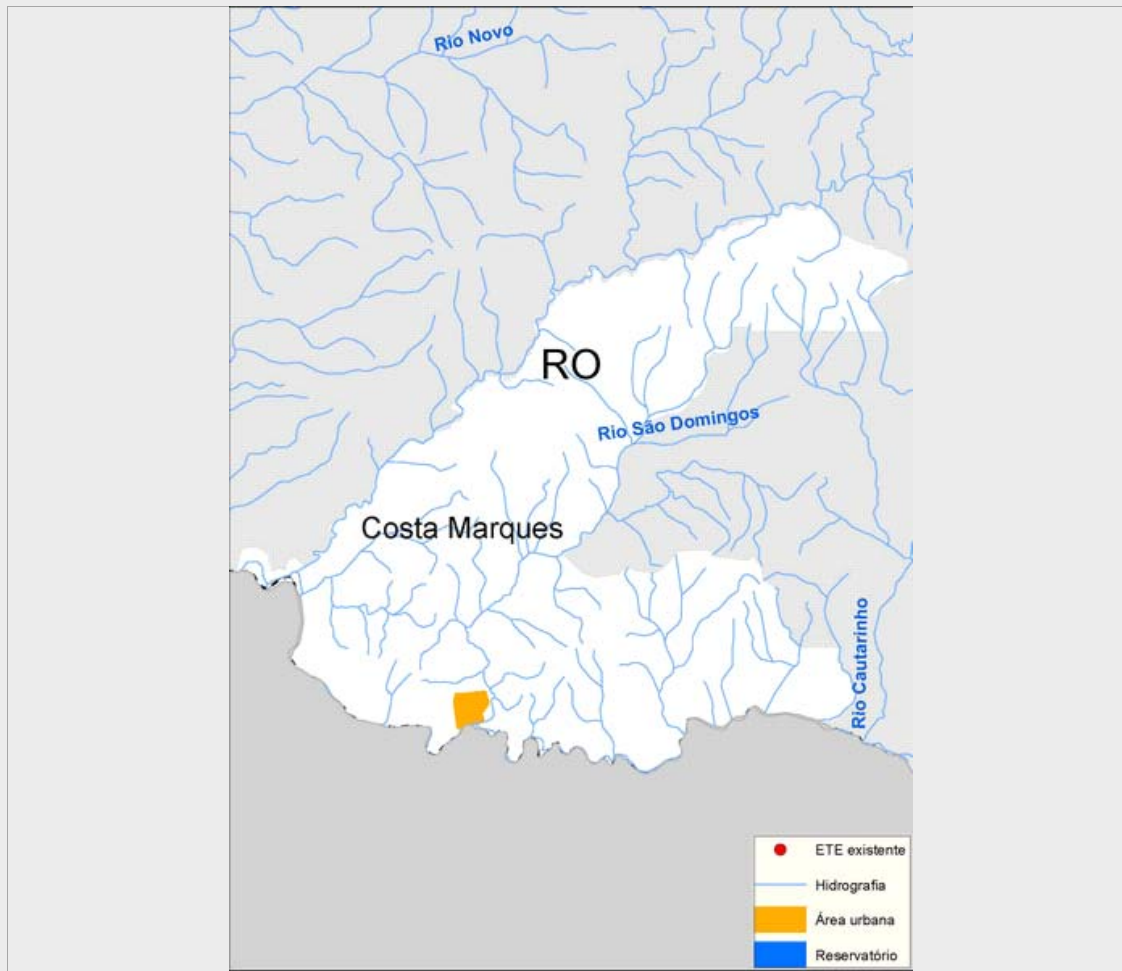 Rio Novo
RO
Rio São Domingos
Costa Marques
Rio Cautarinho
ETE existente
Hidrografia
Área urbana
Reservatório